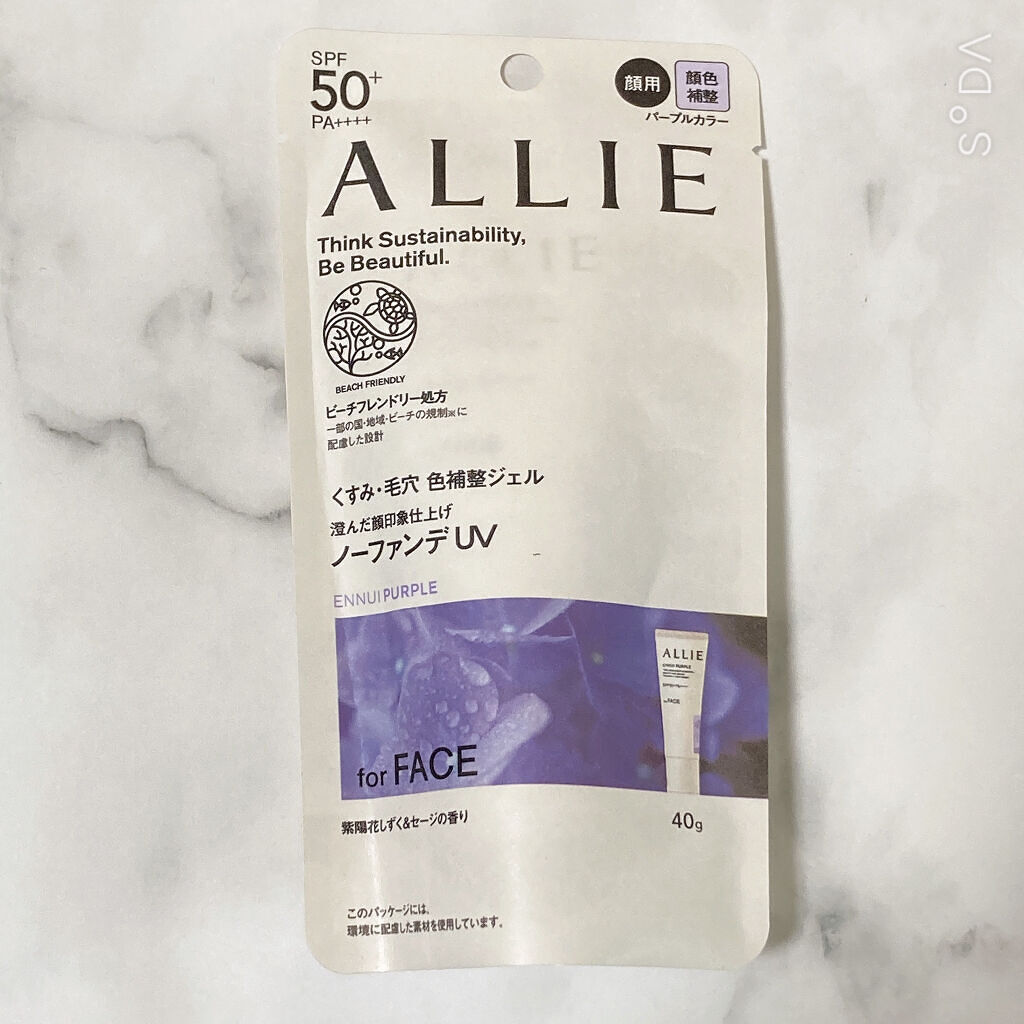 SPF
50+
PA++++
顔用
顔色
補整
パープルカラー
ALLIE
Think Sustainability,
Be Beautiful.
BEACH FRIENDLY
ビーチフレンドリー処方
一部の国・地域・ビーチの規制※に
配慮した設計
くすみ・毛穴 色補整ジェル
澄んだ顔印象仕上げ
ノーファンデ UV
ENNUI PURPLE
ALLIE
ENNUI PURPLE
for FACE
for FACE
紫陽花しずく&セージの香り
40g
このパッケージには、
環境に配慮した素材を使用しています。
SODA